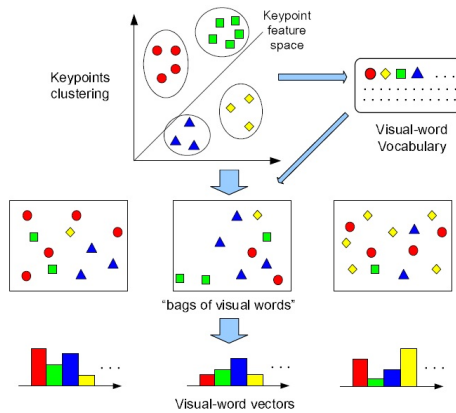 Keypoint
feature
space
Keypoints
clustering
Visual-word
Vocabulary
“bags of visual words”
Visual-word vectors